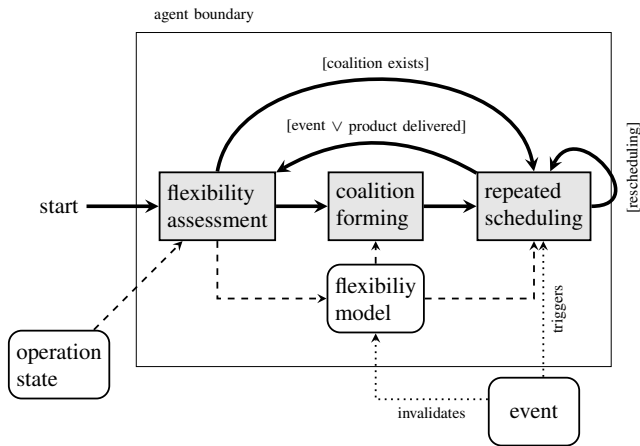 agent boundary
[coalition exists]
[event ∨ product delivered]
[rescheduling]
start
flexibility
assessment
coalition
forming
repeated
scheduling
flexibiliy
model
triggers
operation
state
invalidates
event